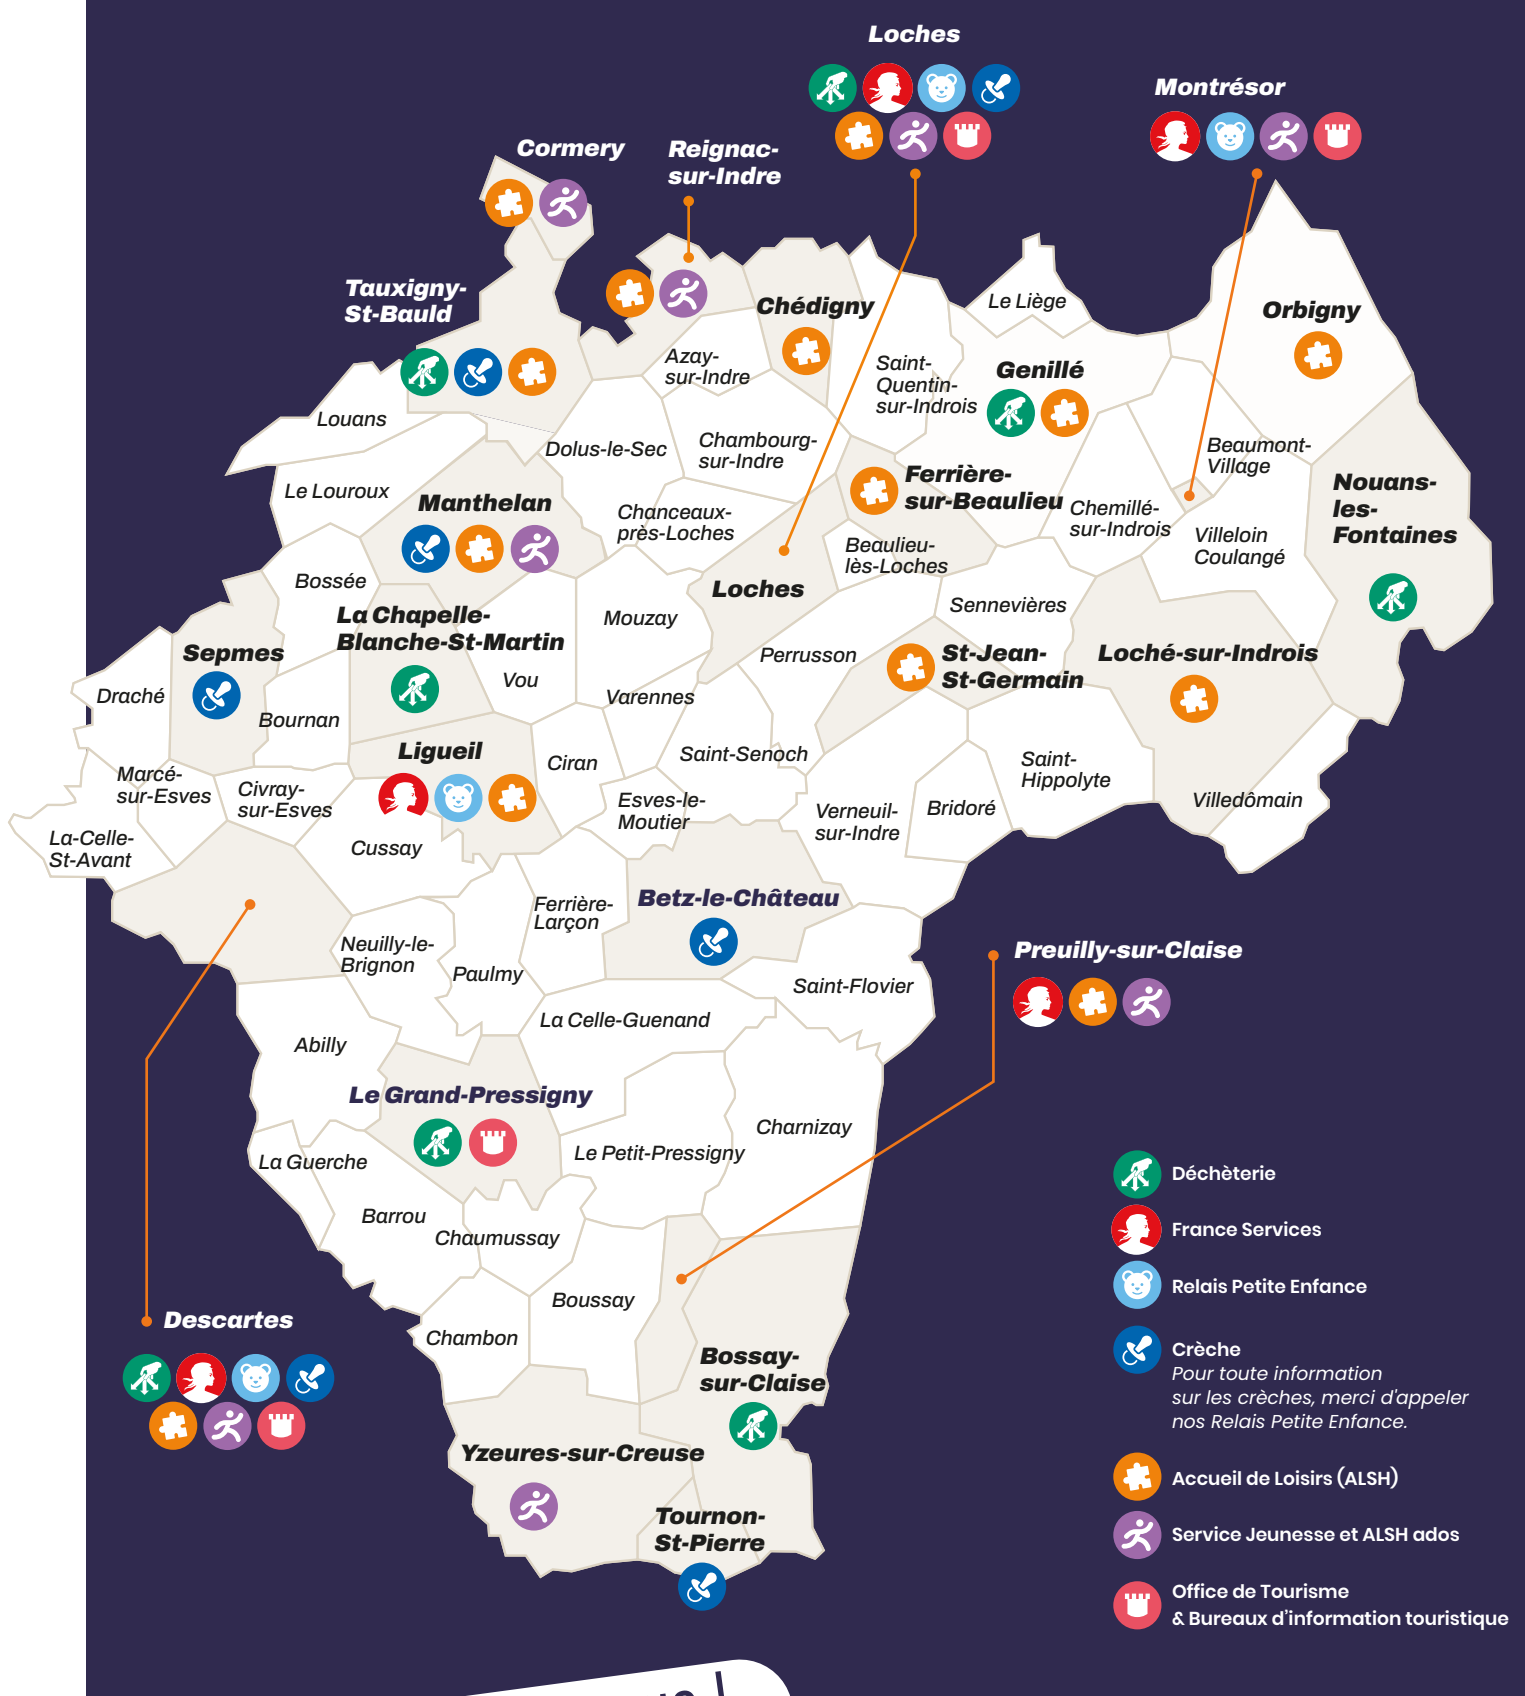 Loches
Montrésor
Cormery
Reignac-
sur-Indre
Tauxigny-
St-Bauld
Chédigny
Le Liège
Orbigny
Azay-
sur-Indre
Saint-
Quentin-
sur-Indrois
Genillé
Louans
Dolus-le-Sec
Chambourg-
sur-Indre
Beaumont-
Village
Le Louroux
Manthelan
Ferrière-
sur-Beaulieu
Chemillé-
sur-Indrois
Nouans-
les-
Fontaines
Chanceaux-
près-Loches
Beaulieu-
lès-Loches
Villeloin
Coulangé
Bossée
La Chapelle-
Blanche-St-Martin
Loches
Mouzay
Sennevières
Sepmes
Perrusson
St-Jean-
St-Germain
Loché-sur-Indrois
Draché
Bournan
Vou
Varennes
Ligueil
Ciran
Saint-Senoch
Saint-
Hippolyte
Marcé-
sur-Esves
Civray-
sur-Esves
Esves-le-
Moutier
Verneuil-
sur-Indre
Bridoré
Villedômain
La-Celle-
St-Avant
Cussay
Ferrière-
Larçon
Betz-le-Château
Neuilly-le-
Brignon
Paulmy
Saint-Flovier
Preuilly-sur-Claise
La Celle-Guenand
Abilly
Le Grand-Pressigny
Charnizay
La Guerche
Le Petit-Pressigny
Barrou
Chaumussay
Boussay
Descartes
Chambon
Bossay-
sur-Claise
Yzeures-sur-Creuse
Tournon-
St-Pierre
Déchèterie
France Services
Relais Petite Enfance
Crèche
Pour toute information
sur les crèches, merci d'appeler
nos Relais Petite Enfance.
Accueil de Loisirs (ALSH)
Service Jeunesse et ALSH ados
Office de Tourisme
& Bureaux d'information touristique